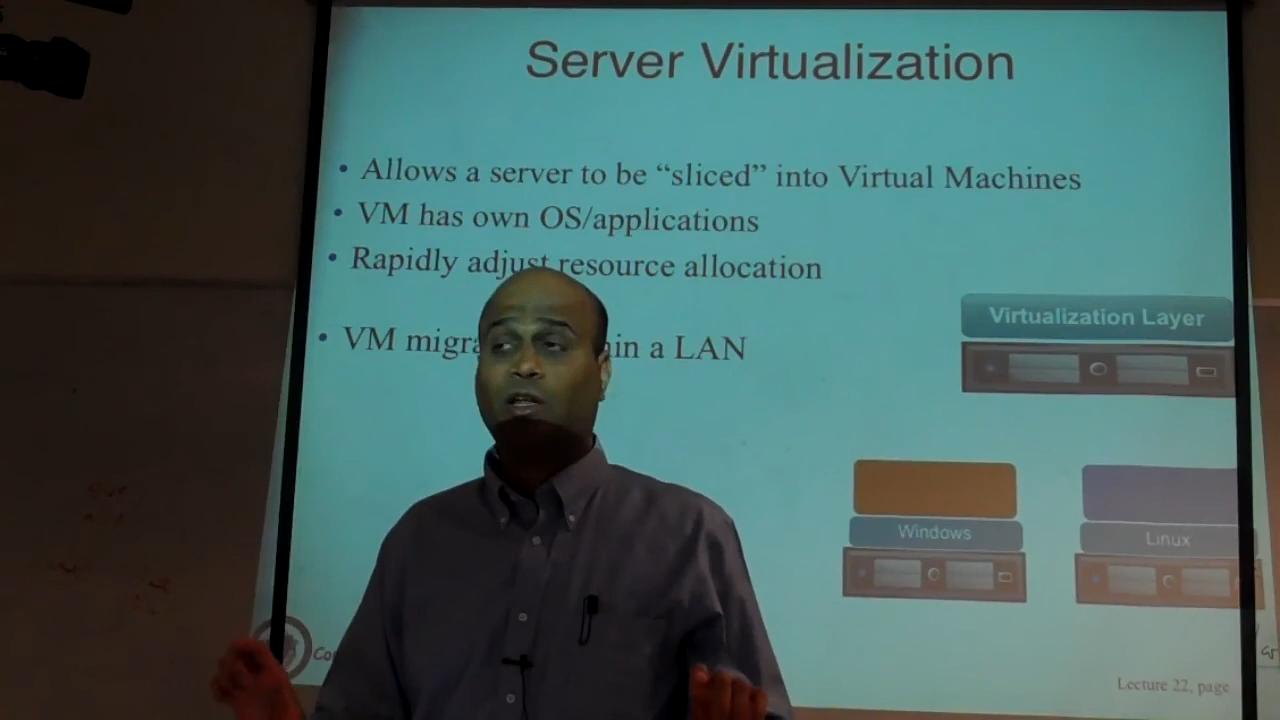 Server Virtualization
• Allows a server to be “sliced” into Virtual Machines
• VM has own OS/applications
• Rapidly adjust resource allocation
• VM in a LAN
Virtualization Layer
Windows
Linux
Lecture 22, page